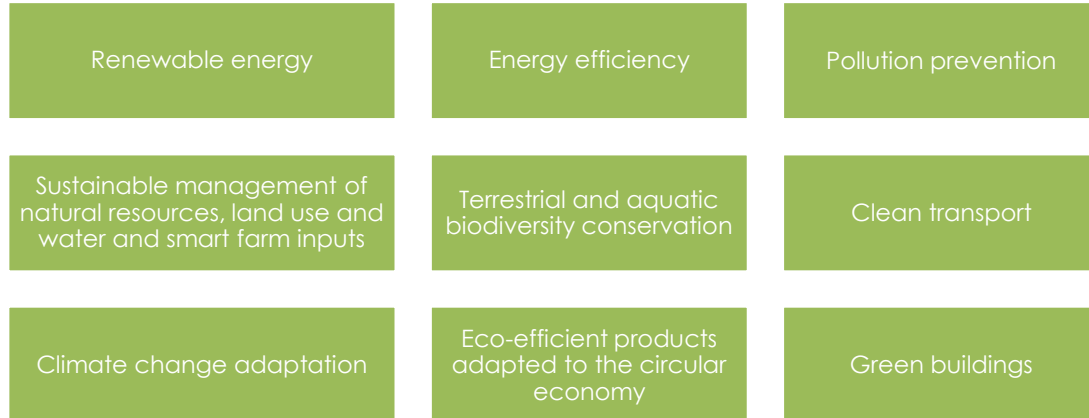 Renewable energy
Energy efficiency
Pollution prevention
Sustainable management of
natural resources, land use and
water and smart farm inputs
Terrestrial and aquatic
biodiversity conservation
Clean transport
Climate change adaptation
Eco-efficient products
adapted to the circular
economy
Green buildings